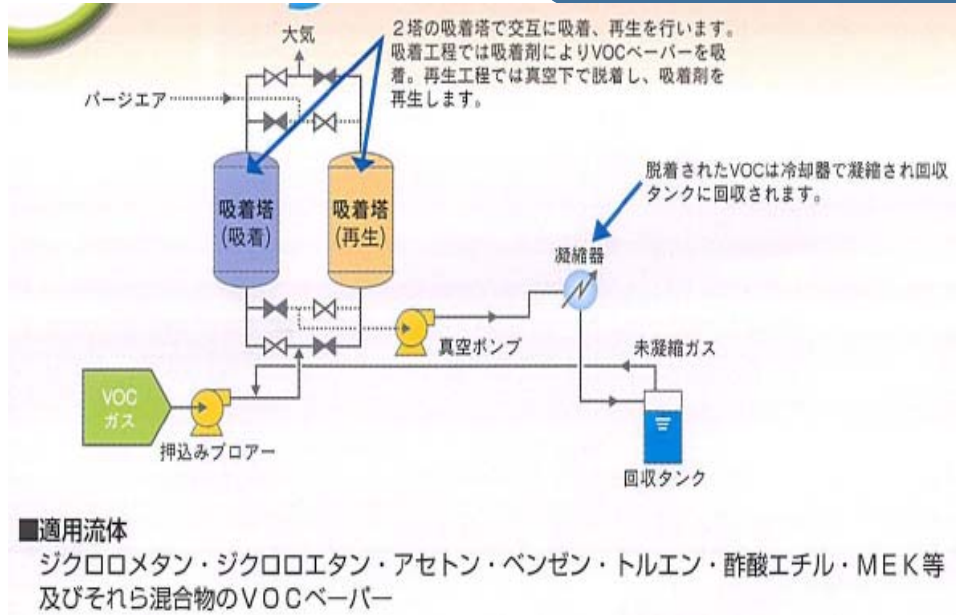 大気
２塔の吸着塔で交互に吸着、再生を行います。
吸着工程では吸着剤によりVOCベーパーを吸
着。再生工程では真空下で脱着し、吸着剤を
再生します。
パージエア
脱着されたVOCは冷却器で凝縮され回収
タンクに回収されます。
吸着塔
(吸着)
吸着塔
(再生)
凝縮器
真空ポンプ
未凝縮ガス
VOC
ガス
押込みブロアー
回収タンク
■適用流体
ジクロロメタン・ジクロロエタン・アセトン・ベンゼン・トルエン・酢酸エチル・ＭＥＫ等
及びそれら混合物のＶＯＣベーパー